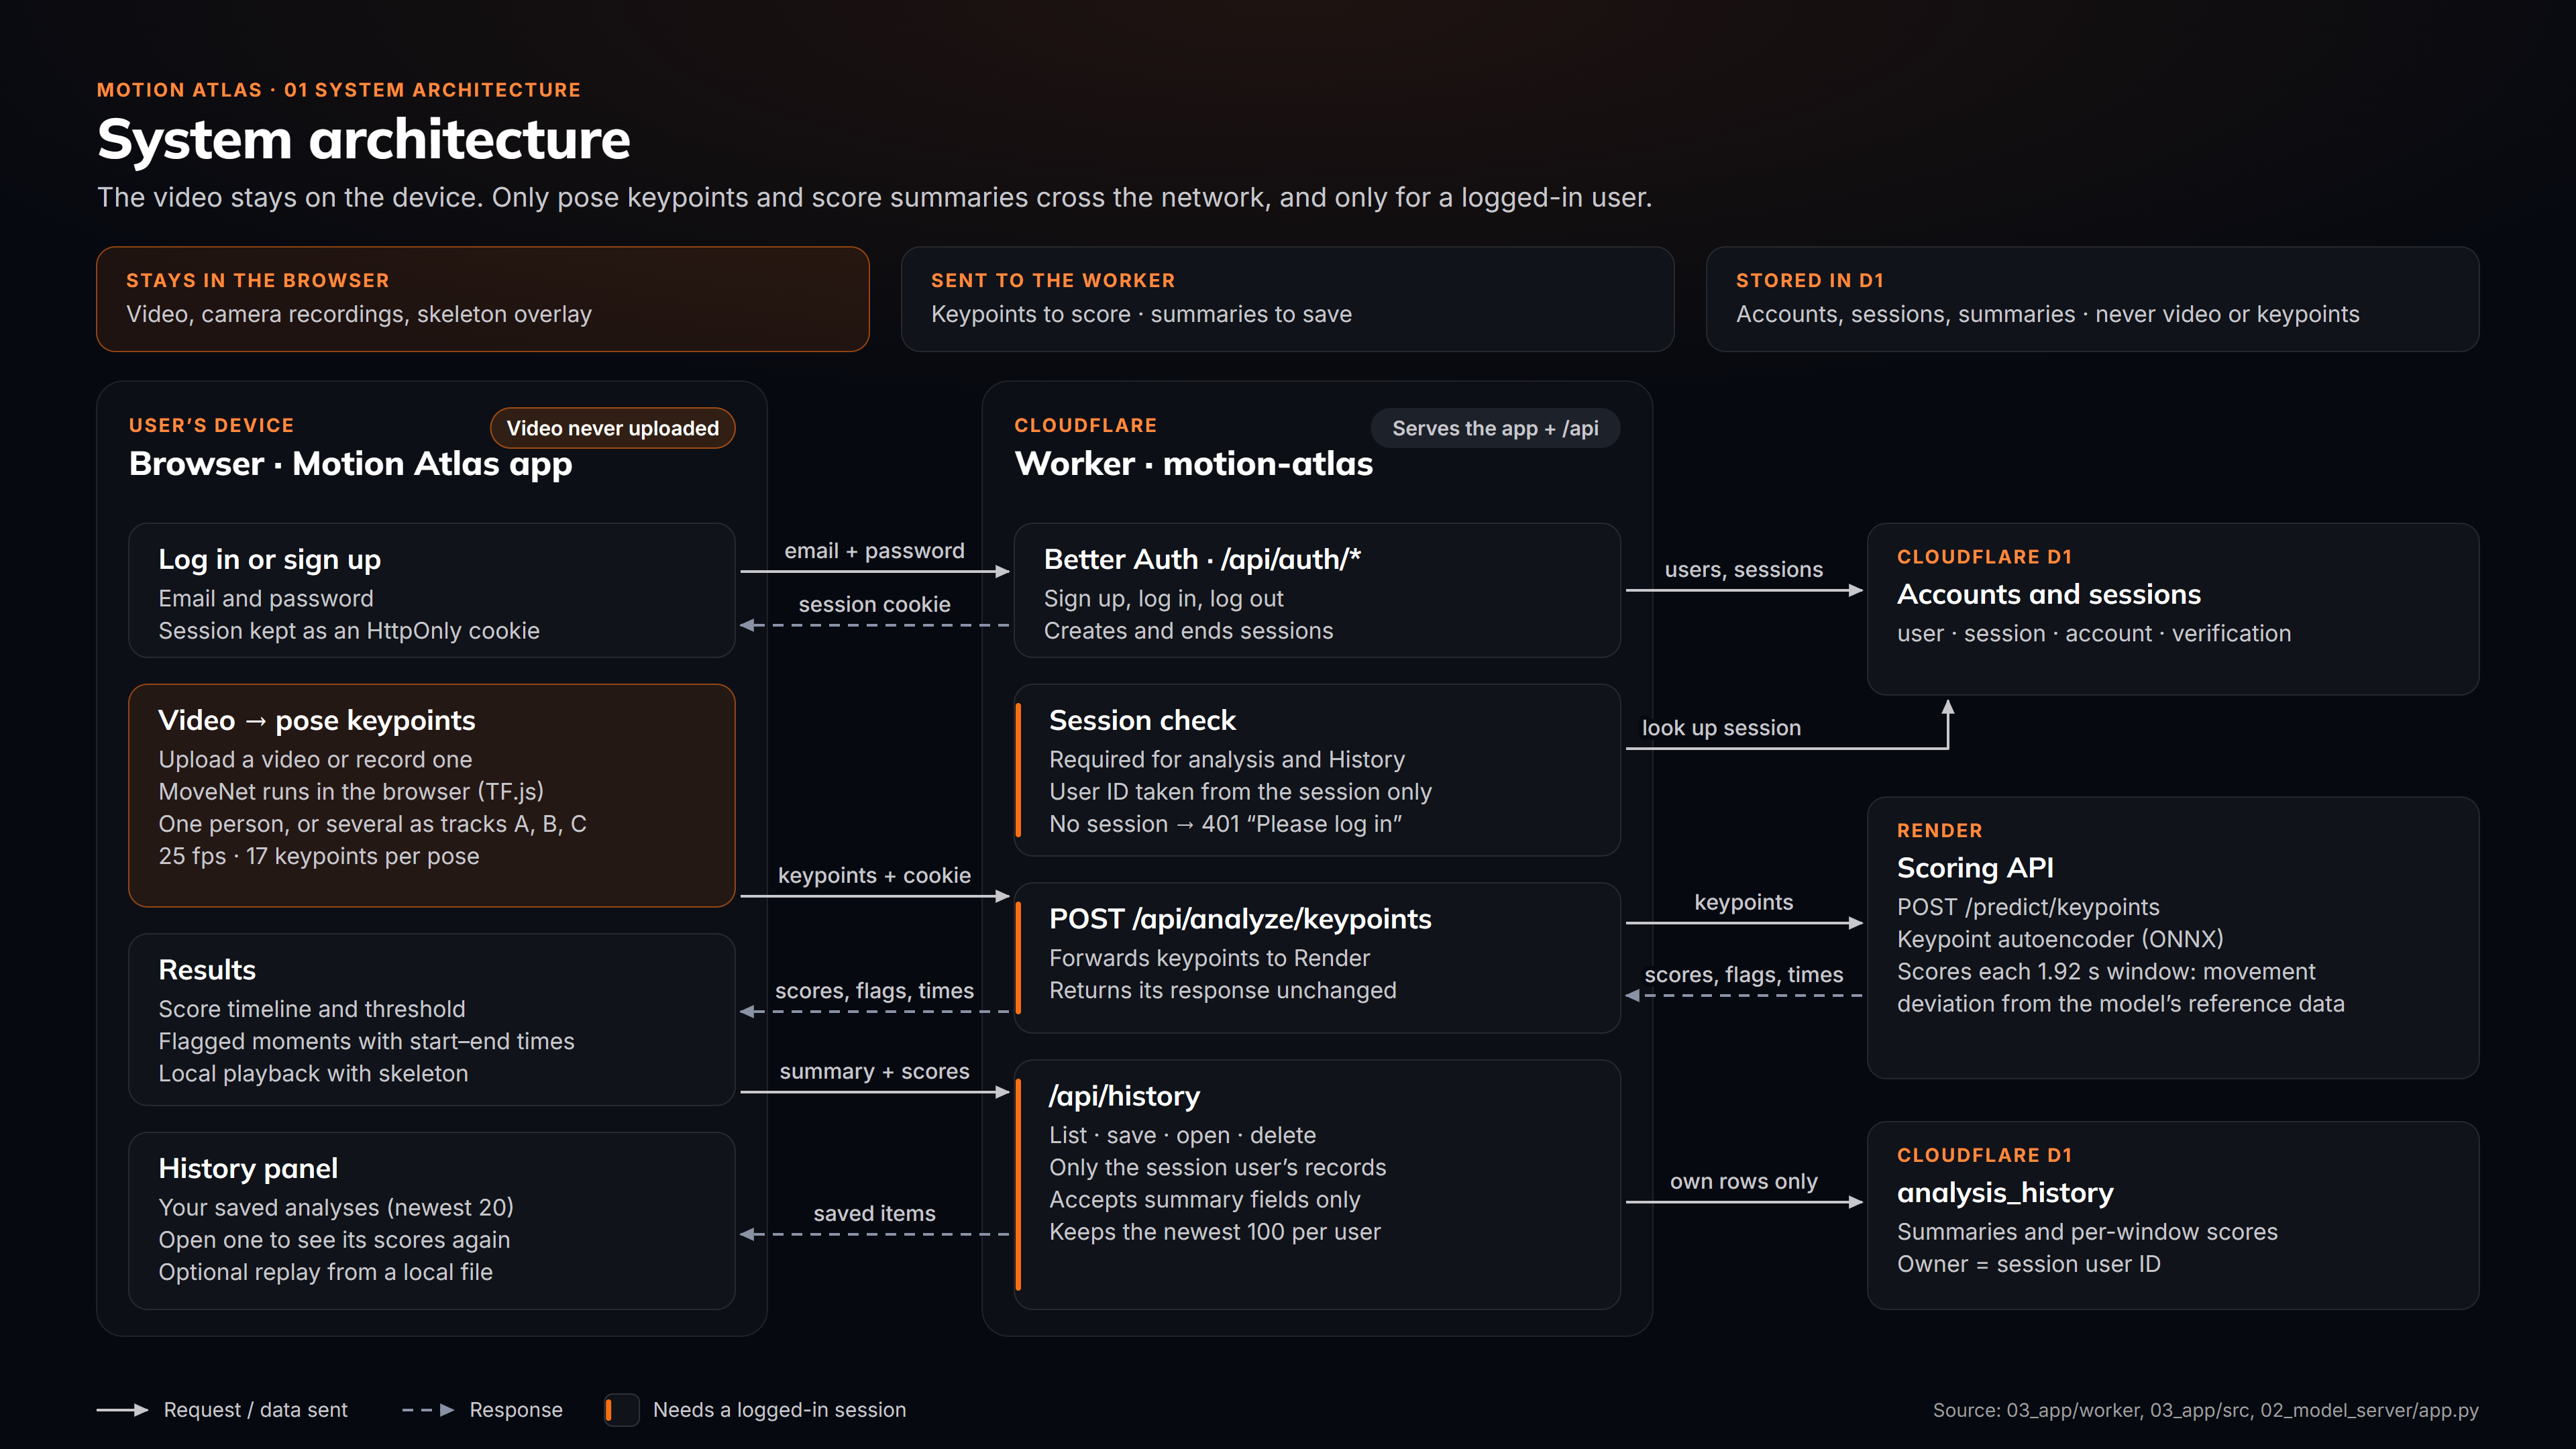 MOTION ATLAS · 01 SYSTEM ARCHITECTURE
System architecture
The video stays on the device. Only pose keypoints and score summaries cross the network, and only for a logged-in user.
STAYS IN THE BROWSER
Video, camera recordings, skeleton overlay
SENT TO THE WORKER
Keypoints to score · summaries to save
STORED IN D1
Accounts, sessions, summaries · never video or keypoints
USER’S DEVICE
Video never uploaded
Browser · Motion Atlas app
Log in or sign up
Email and password
Session kept as an HttpOnly cookie
Video → pose keypoints
Upload a video or record one
MoveNet runs in the browser (TF.js)
One person, or several as tracks A, B, C
25 fps · 17 keypoints per pose
Results
Score timeline and threshold
Flagged moments with start–end times
Local playback with skeleton
History panel
Your saved analyses (newest 20)
Open one to see its scores again
Optional replay from a local file
email + password
session cookie
keypoints + cookie
scores, flags, times
summary + scores
saved items
CLOUDFLARE
Serves the app + /api
Worker · motion-atlas
Better Auth · /api/auth/*
Sign up, log in, log out
Creates and ends sessions
Session check
Required for analysis and History
User ID taken from the session only
No session → 401 “Please log in”
POST /api/analyze/keypoints
Forwards keypoints to Render
Returns its response unchanged
/api/history
List · save · open · delete
Only the session user’s records
Accepts summary fields only
Keeps the newest 100 per user
users, sessions
look up session
keypoints
scores, flags, times
own rows only
CLOUDFLARE D1
Accounts and sessions
user · session · account · verification
RENDER
Scoring API
POST /predict/keypoints
Keypoint autoencoder (ONNX)
Scores each 1.92 s window: movement
deviation from the model’s reference data
CLOUDFLARE D1
analysis_history
Summaries and per-window scores
Owner = session user ID
Request / data sent
Response
Needs a logged-in session
Source: 03_app/worker, 03_app/src, 02_model_server/app.py